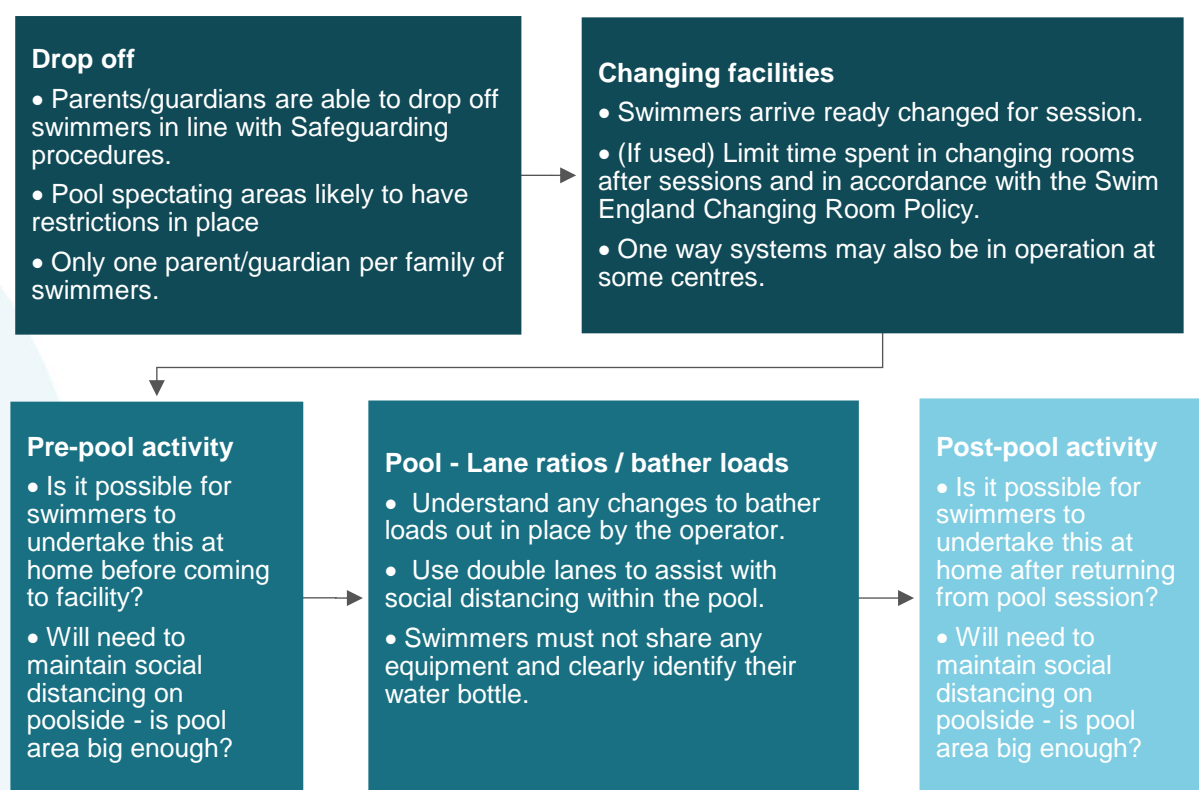 Drop off
• Parents/guardians are able to drop off
swimmers in line with Safeguarding
procedures.
• Pool spectating areas likely to have
restrictions in place
• Only one parent/guardian per family of
swimmers.
Changing facilities
• Swimmers arrive ready changed for session.
• (If used) Limit time spent in changing rooms
after sessions and in accordance with the Swim
England Changing Room Policy.
• One way systems may also be in operation at
some centres.
Pre-pool activity
• Is it possible for
swimmers to
undertake this at
home before coming
to facility?
• Will need to
maintain social
distancing on
poolside - is pool
area big enough?
Pool - Lane ratios / bather loads
• Understand any changes to bather
loads out in place by the operator.
• Use double lanes to assist with
social distancing within the pool.
• Swimmers must not share any
equipment and clearly identify their
water bottle.
Post-pool activity
• Is it possible for
swimmers to
undertake this at
home after returning
from pool session?
• Will need to
maintain social
distancing on
poolside - is pool
area big enough?